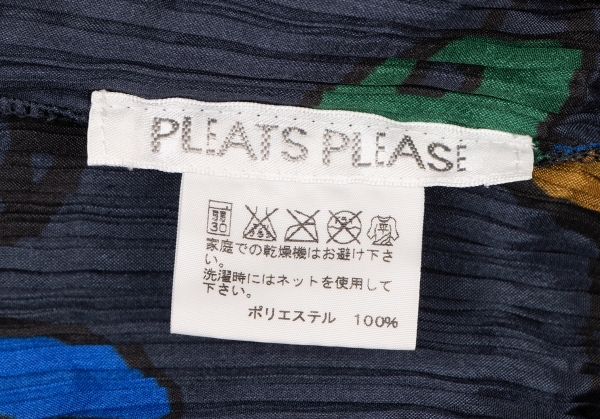 PLEATS PLEASE
弱
30
平
家庭での乾燥機はお避け下さ
い。
洗濯時にはネットを使用して
下さい。
ポリエステル 100%